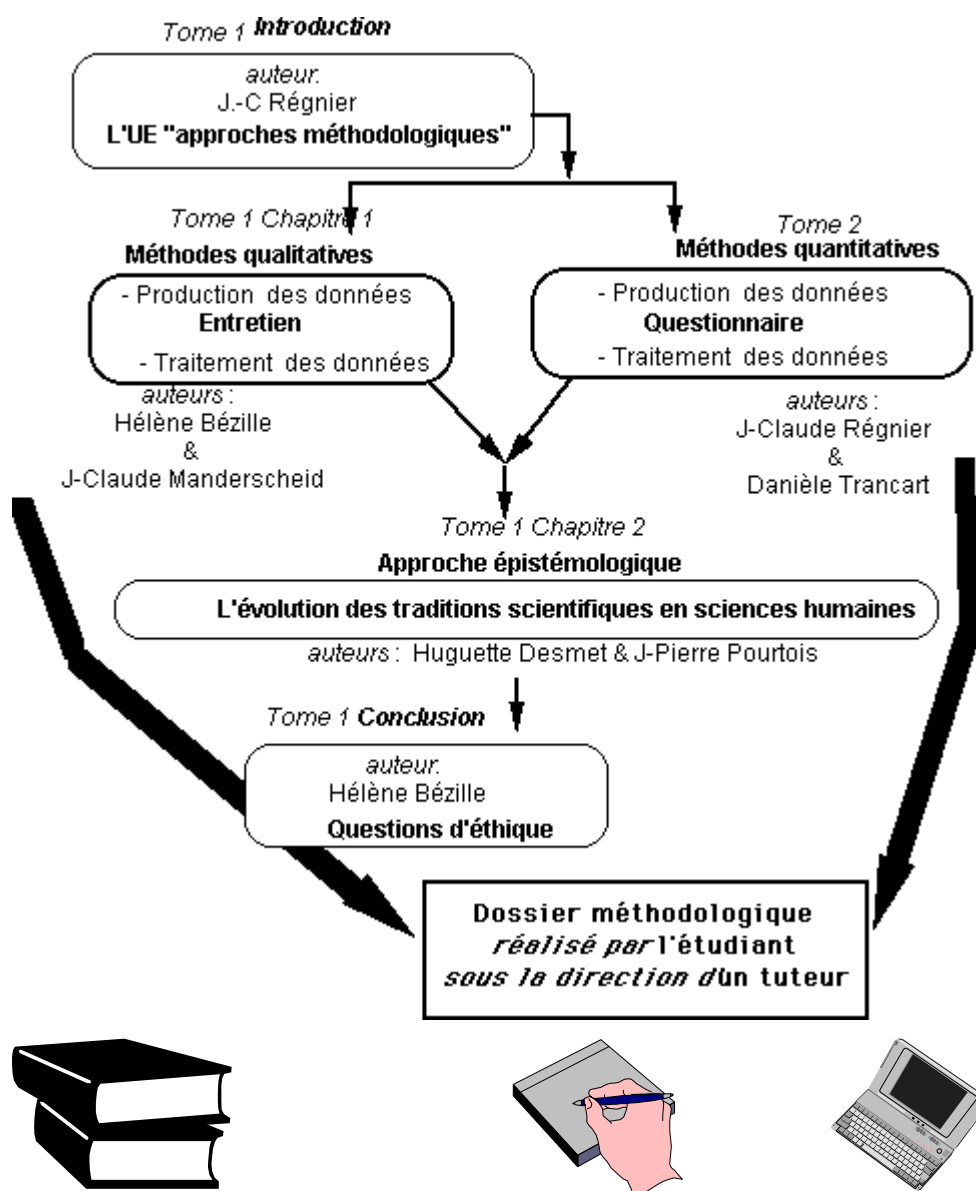 Tome 1 Introduction
auteur:
J.-C Régnier
L'UE "approches méthodologiques"
Tome 1 Chapitre 1
Méthodes qualitatives
- Production des données
Entretien
- Traitement des données
auteurs :
Hélène Bézille
&
J-Claude Manderscheid
Tome 2
Méthodes quantitatives
- Production des données
Questionnaire
- Traitement des données
auteurs :
J-Claude Régnier
&
Danièle Trancart
Tome 1 Chapitre 2
Approche épistémologique
L'évolution des traditions scientifiques en sciences humaines
auteurs : Huguette Desmet & J-Pierre Pourtois
Tome 1 Conclusion
auteur:
Hélène Bézille
Questions d'éthique
Dossier méthodologique
réalisé par l'étudiant
sous la direction d'un tuteur